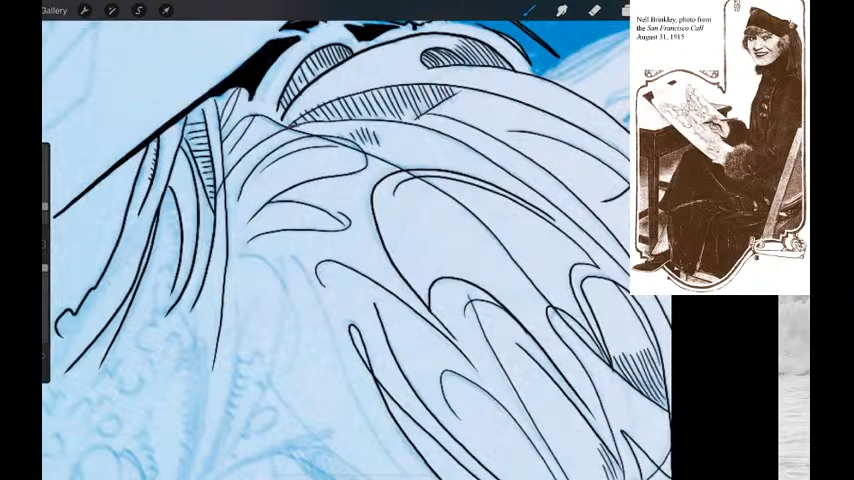 Gallery
Nell Brinkley, photo from
the San Francisco Call
August 31, 1915